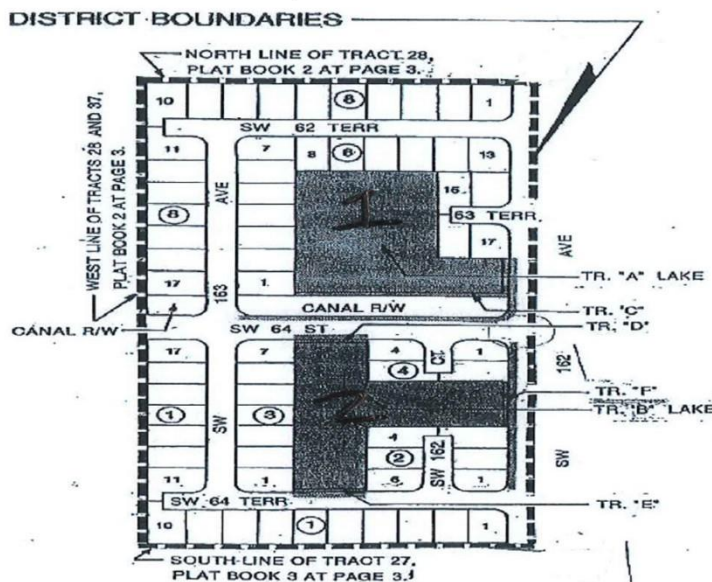 DISTRICT BOUNDARIES
NORTH LINE OF TRACT 28,
PLAT BOOK 2 AT PAGE 3.
WEST LINE OF TRACTS 28 AND 37,
PLAT BOOK 2 AT PAGE 3.
10
8
1
SW 62 TERR
11
7
8
6
13
AVE
16
1
8
63 TERR
17
AVE
TR. "A" LAKE
17
163
1
CANAL R/W
TR. "C"
4
CANAL R/W
SW 64 ST
TR. "D"
17
7
4
CT.
1
4
162
TR. "F"
1
SW
3
2
TR. "B" LAKE
4
2
SW 162
SW
11
1
6
1
SW 64 TERR
TR. "E"
10
1
1
SOUTH LINE OF TRACT 27,
PLAT BOOK 3 AT PAGE 3.